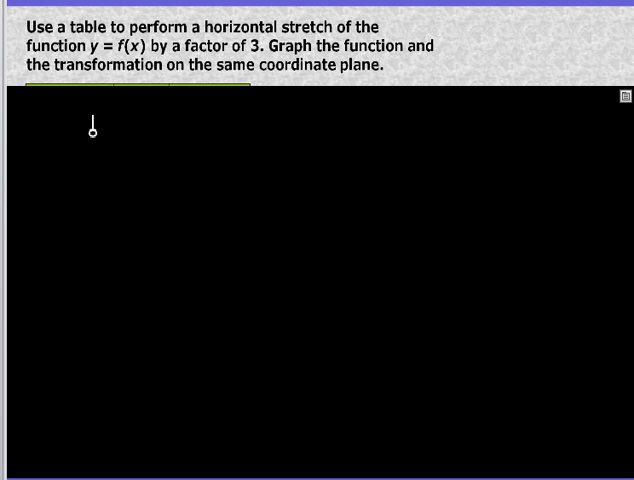 Use a table to perform a horizontal stretch of the
function y = f(x) by a factor of 3. Graph the function and
the transformation on the same coordinate plane.